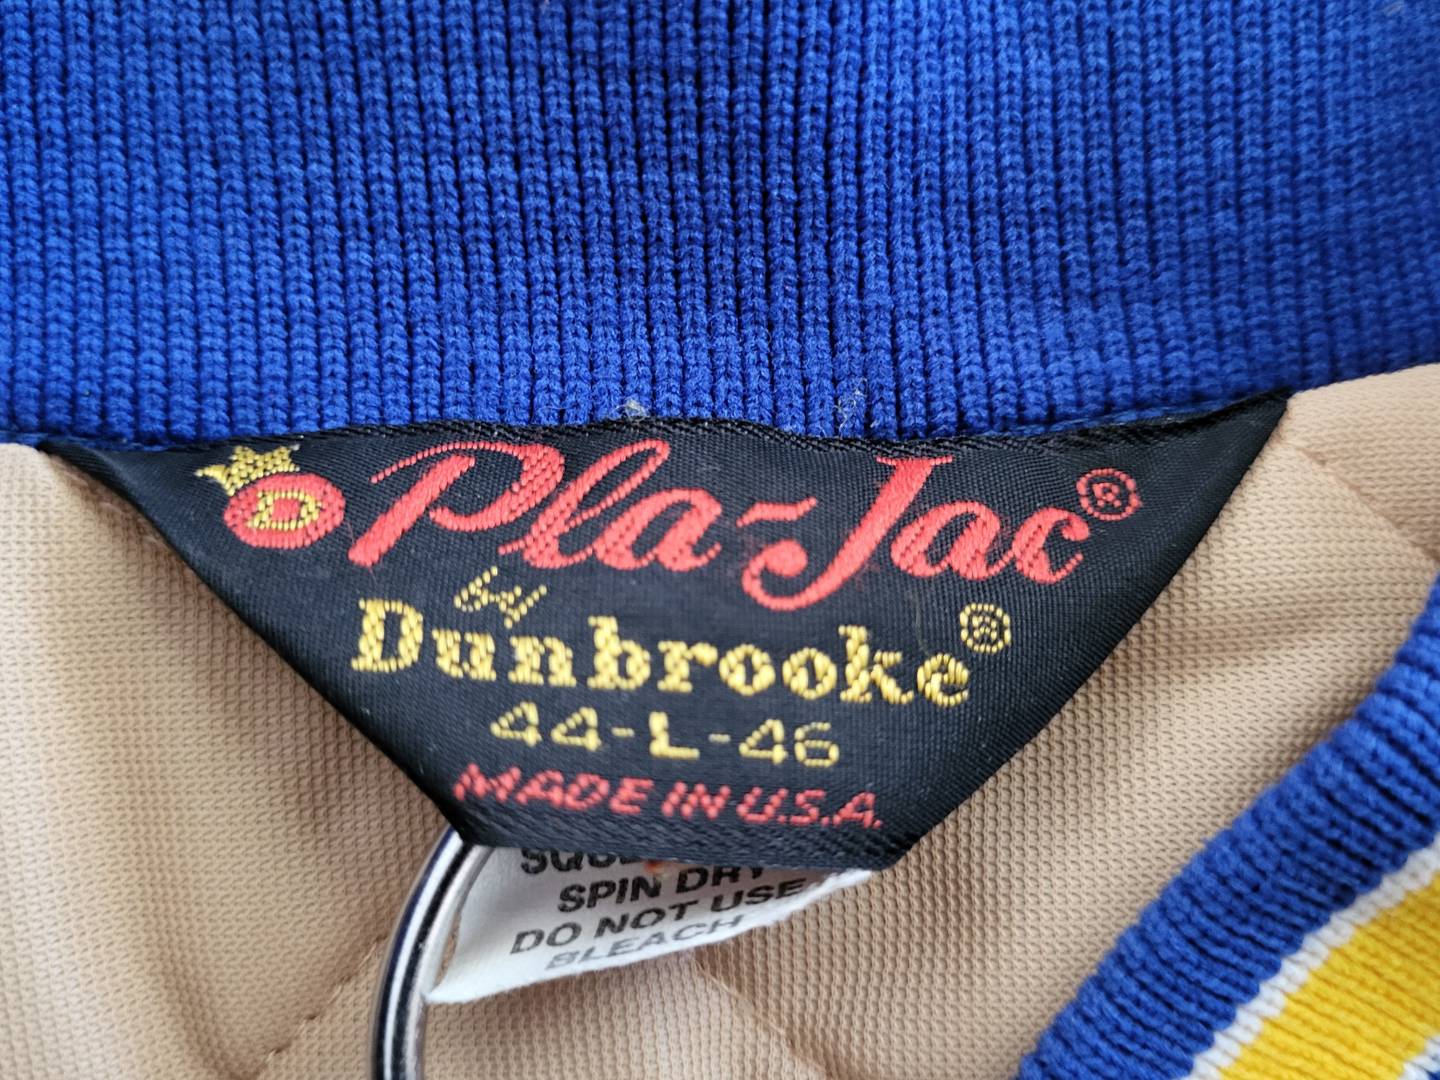 D Pla-Jac®
by
Dunbrooke®
44-L-46
MADE IN U.S.A.
SPIN DRY
DO NOT USE
BLEACH